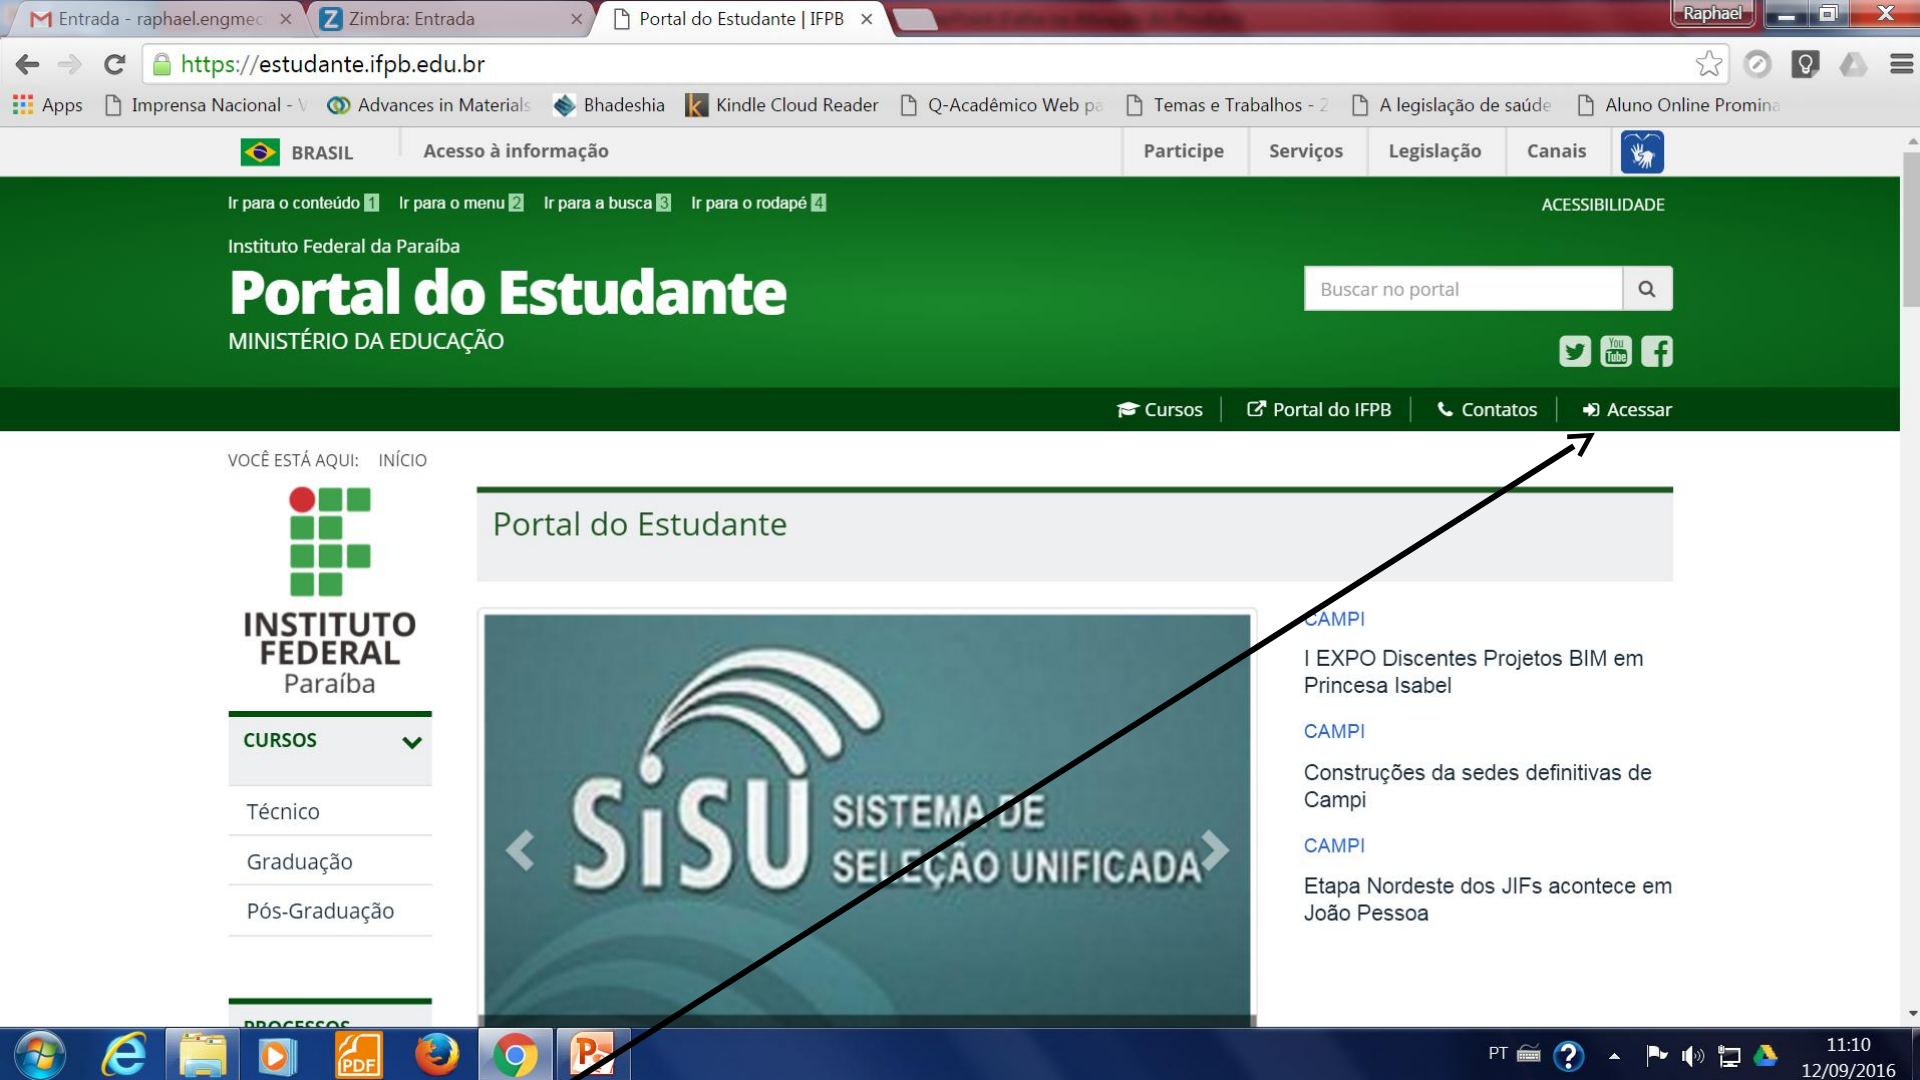 Entrada - raphael.engmec
Zimbra: Entrada
Portal do Estudante | IFPB
Raphael
https://estudante.ifpb.edu.br
Apps
Imprensa Nacional - V
Advances in Materials
Bhadeshia
Kindle Cloud Reader
Q-Acadêmico Web pa
Temas e Trabalhos - 2
A legislação de saúde
Aluno Online Promina
BRASIL
Acesso à informação
Participe
Serviços
Legislação
Canais
Ir para o conteúdo 1
Ir para o menu 2
Ir para a busca 3
Ir para o rodapé 4
ACESSIBILIDADE
Instituto Federal da Paraíba
Portal do Estudante
MINISTÉRIO DA EDUCAÇÃO
Buscar no portal
You Tube
Cursos
Portal do IFPB
Contatos
Acessar
VOCÊ ESTÁ AQUI: INÍCIO
INSTITUTO
FEDERAL
Paraíba
CURSOS
Técnico
Graduação
Pós-Graduação
PROCESSOS
Portal do Estudante
SiSU
SISTEMA DE
SELEÇÃO UNIFICADA
CAMPI
I EXPO Discentes Projetos BIM em
Princesa Isabel
CAMPI
Construções da sedes definitivas de
Campi
CAMPI
Etapa Nordeste dos JIFs acontece em
João Pessoa
PDF
PT
11:10
12/09/2016